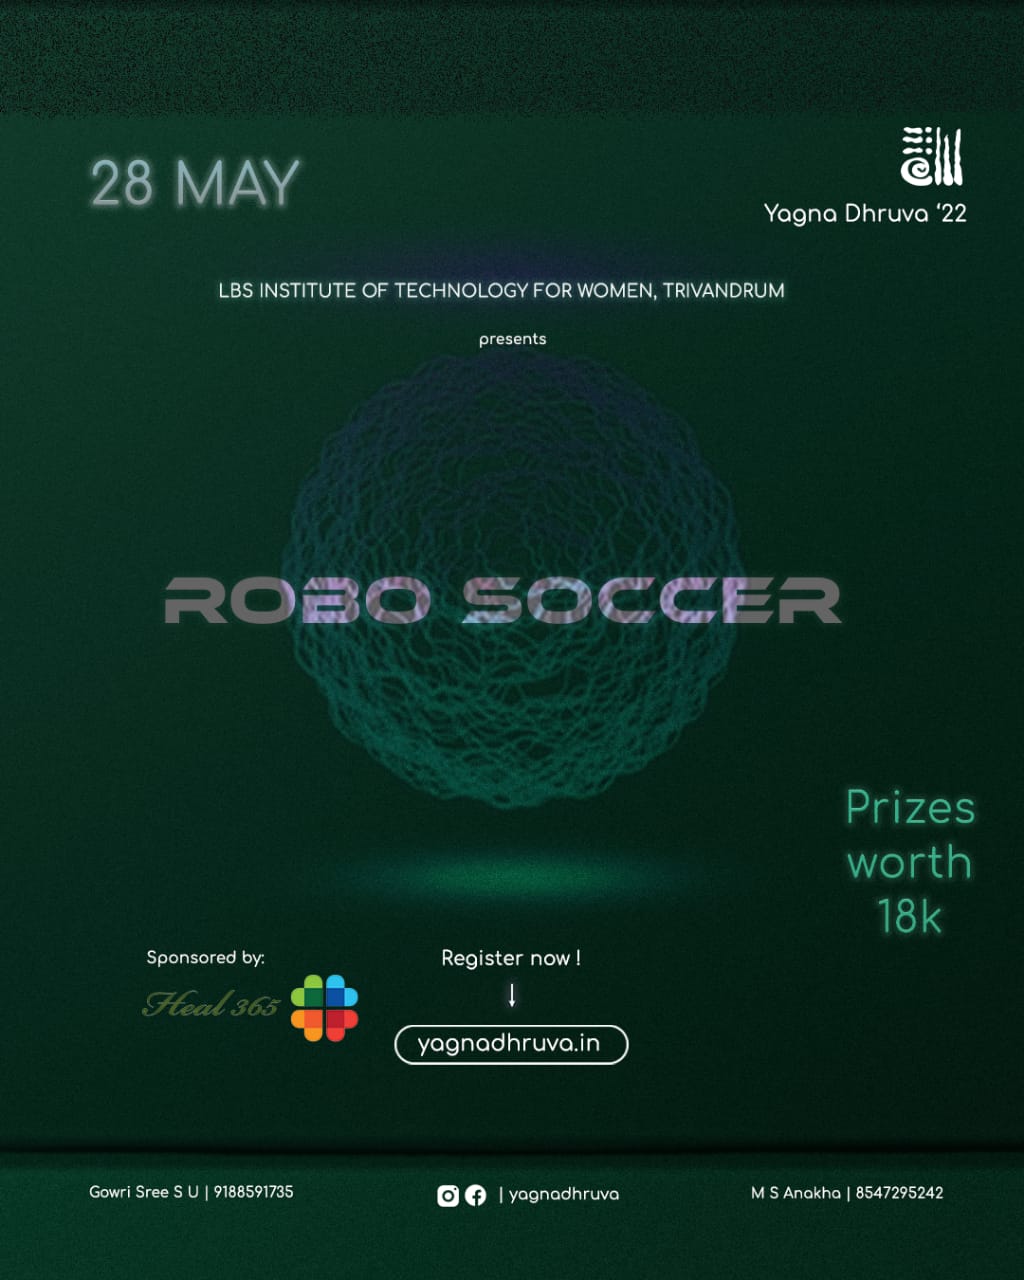 28 MAY
Yagna Dhruva ‘22
LBS INSTITUTE OF TECHNOLOGY FOR WOMEN, TRIVANDRUM
presents
ROBO SOCCER
Prizes
worth
18k
Sponsored by:
Heal 365
Register now !
yagnadhruva.in
Gowri Sree S U | 9188591735
| yagnadhruva
M S Anakha | 8547295242